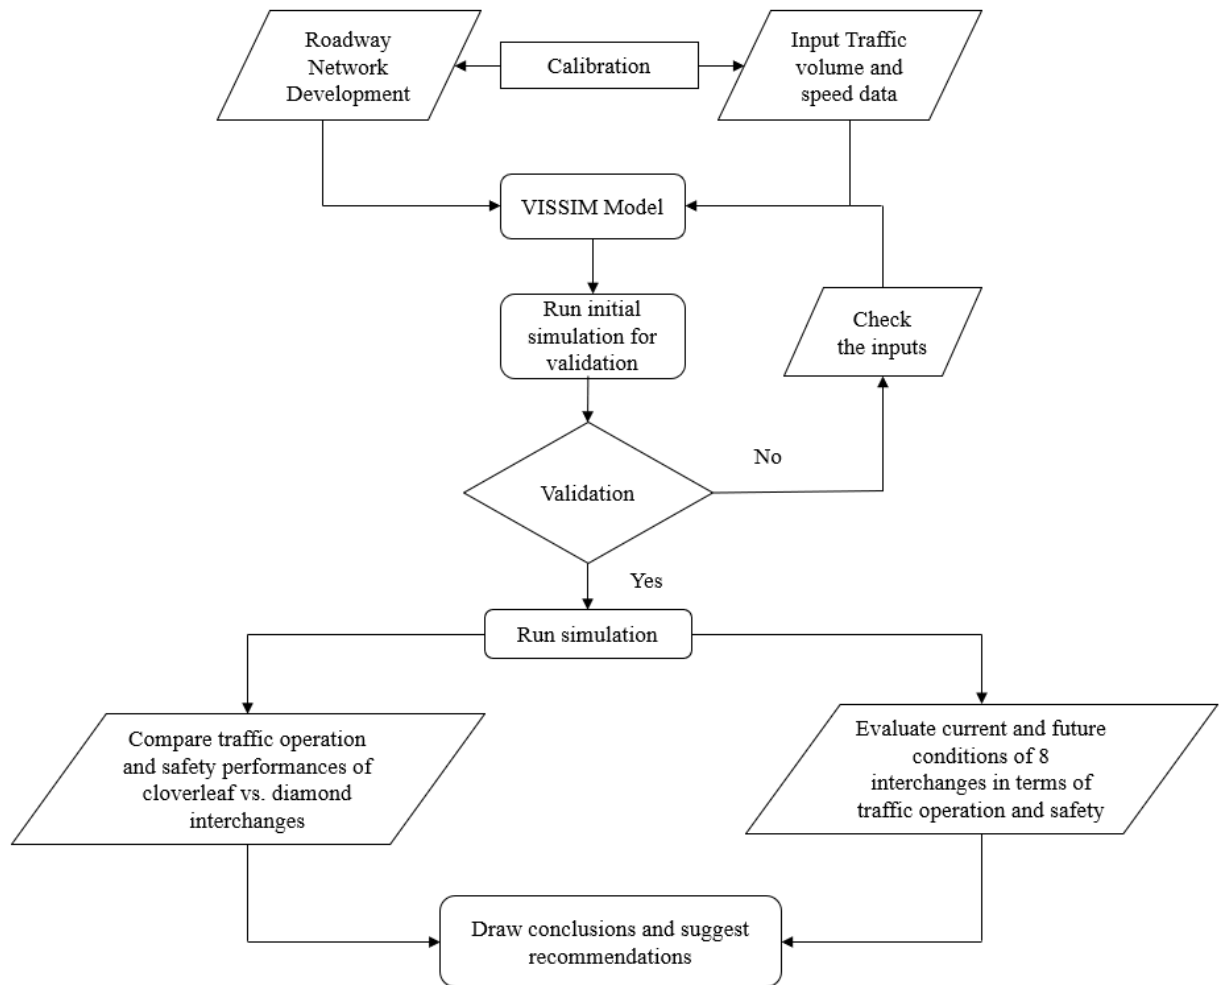 Roadway
Network
Development
Calibration
Input Traffic
volume and
speed data
VISSIM Model
Run initial
simulation for
validation
Check
the inputs
No
Validation
Yes
Run simulation
Compare traffic operation
and safety performances of
cloverleaf vs. diamond
interchanges
Evaluate current and future
conditions of 8
interchanges in terms of
traffic operation and safety
Draw conclusions and suggest
recommendations